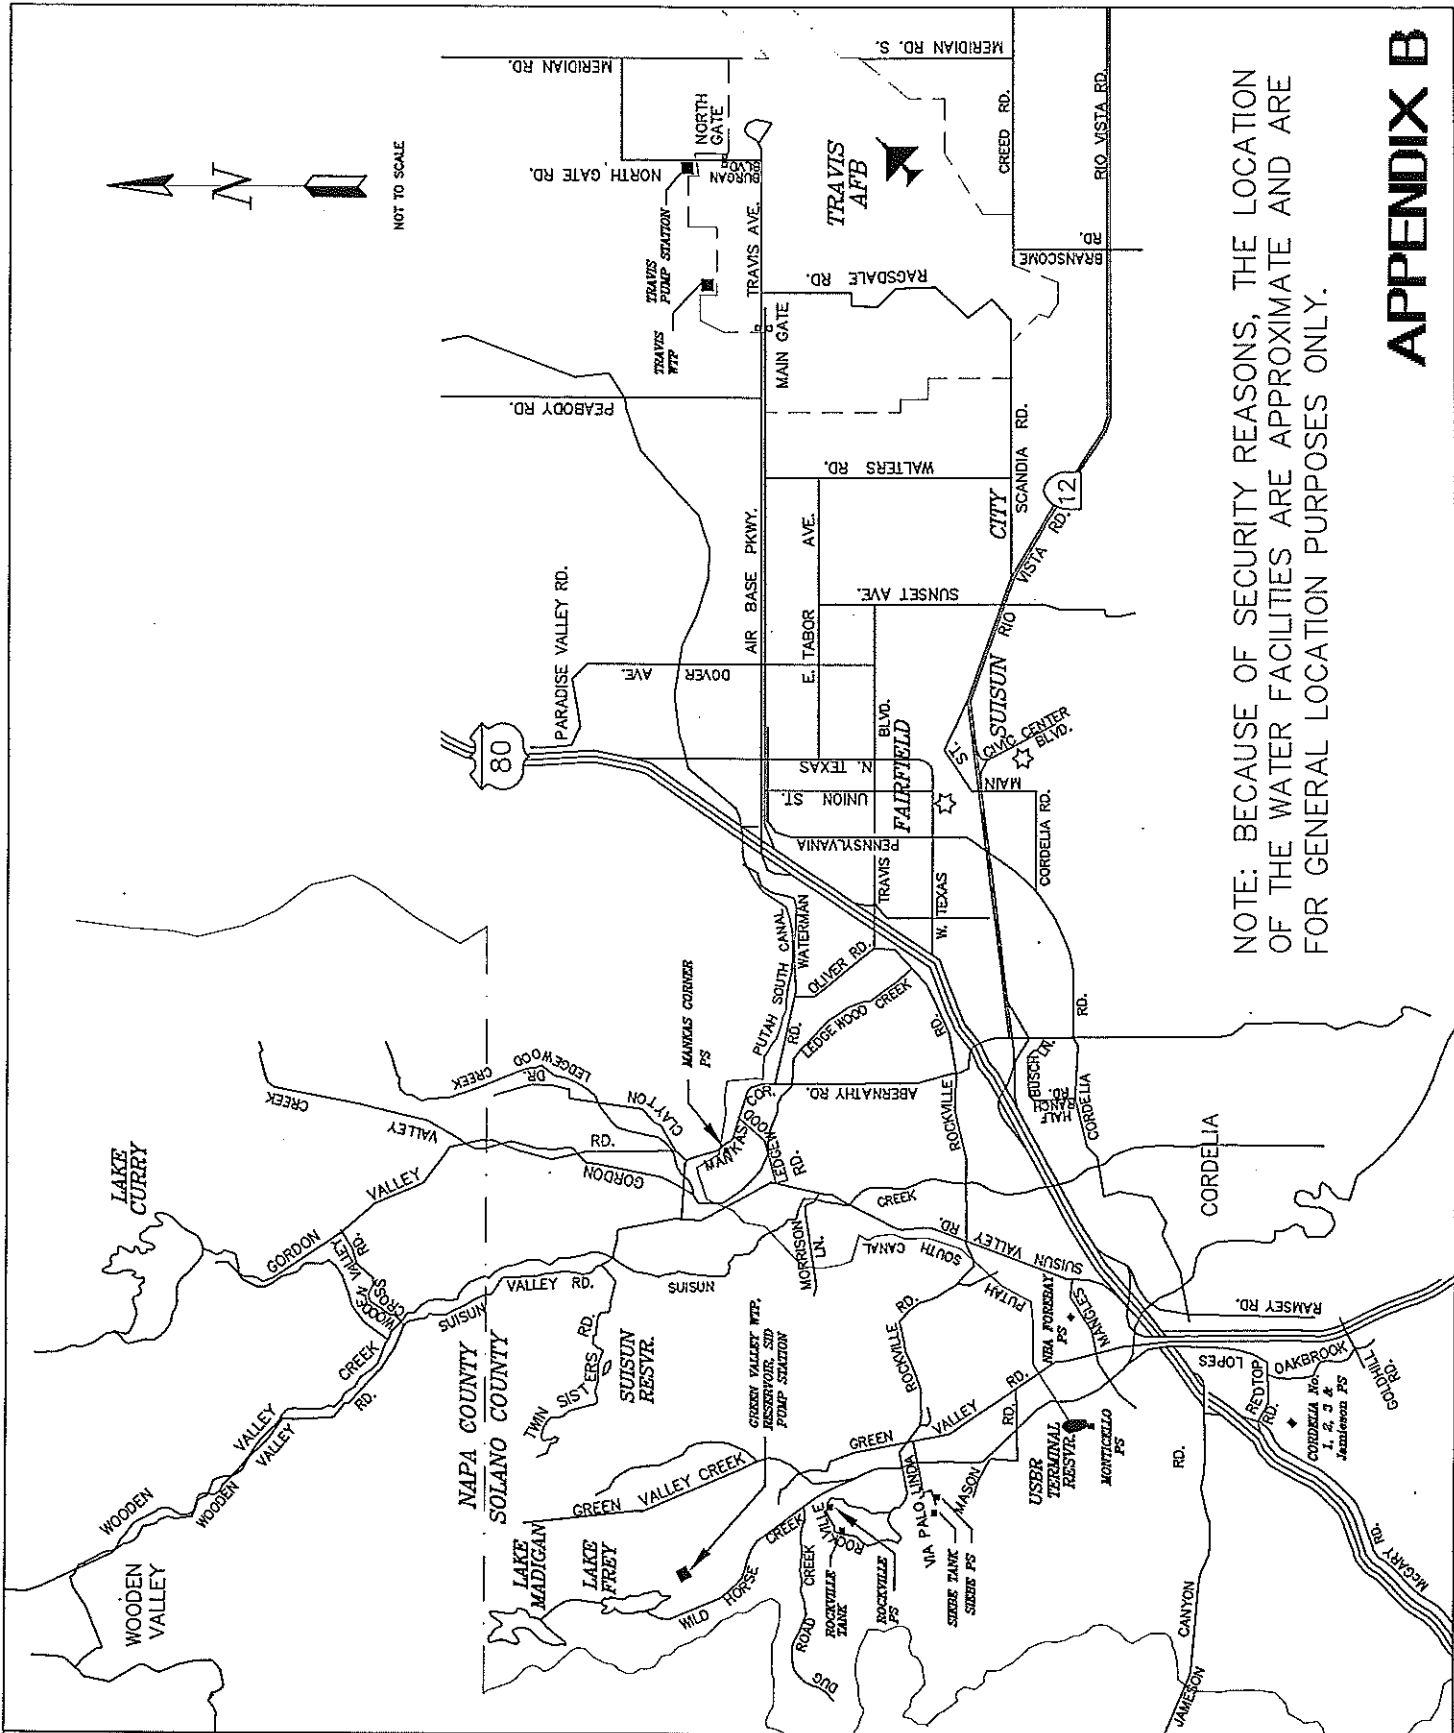 N
NOT TO SCALE
MERIDIAN RD.
MERIDIAN RD. S.
NORTH
GATE
NORTH GATE RD.
BURGAN
BLVD.
TRAVIS
PUMP STATION
TRAVIS
WTP
TRAVIS AVE.
MAIN GATE
TRAVIS
AFB
CREED RD.
RIO VISTA RD.
BRANSCOME
RD.
RAGSDALE
RD.
PEABODY RD.
WALTERS
RD.
SCANDIA
RD.
CITY
12
AIR BASE PKWY.
E. TABOR
AVE.
SUNSET AVE.
RIO
VISTA
RD.
SUISUN
PARADISE VALLEY RD.
DOVER
AVE.
80
N. TEXAS
UNION
ST.
BLVD.
FAIRFIELD
PENNSYLVANIA
TRAVIS
W. TEXAS
MAIN
ST.
CIVIC CENTER
BLVD.
CORDELIA RD.
PUTAH SOUTH CANAL
WATERMAN
OLIVER RD.
RD.
LEDGEWOOD CREEK
MANKAS CORNER
PS
MANKAS
COR.
LEDGEWOOD
RD.
ABERNATHY RD.
ROCKVILLE
RD.
BUSCH
LN.
HALF
RANCH
RD.
CORDELIA
RD.
CORDELIA
LEDGEWOOD
CREEK
CLAYTON
DR.
VALLEY
CREEK
GORDON
RD.
LAKE
CURRY
GORDON
VALLEY
WOODEN VALLEY
CROSS
RD.
SUISUN
VALLEY RD.
SUISUN
CREEK
MORRISON
LN.
PUTAH
SOUTH
CANAL
SUISUN
VALLEY
RD.
MANGLES
NBA FOREBAY
PS
RAMSEY RD.
WOODEN
VALLEY
CREEK
WOODEN
VALLEY
RD.
WOODEN
VALLEY
NAPA COUNTY
SOLANO COUNTY
TWIN
SISTERS
RD.
SUISUN
RESVR.
GREEN VALLEY WTP,
RESERVOIR, SID
PUMP STATION
GREEN
VALLEY CREEK
GREEN
VALLEY
RD.
ROCKVILLE
RD.
LAKE
MADIGAN
LAKE
FREY
WILD
HORSE
CREEK
DUG
ROAD
CREEK
ROCKVILLE
ROCKVILLE
TANK
ROCKVILLE
PS
VIA PALO LINDA
SIEBE TANK
SIEBE PS
MASON
RD.
USBR
TERMINAL
RESVR.
MONTICELLO
PS
LOPES
RD.
REDTOP
RD.
OAKBROOK
GOLDHILL
RD.
CORDELIA No.
1, 2, 3 &
Jamieson PS
JAMESON
CANYON
RD.
McGARY RD.
NOTE: BECAUSE OF SECURITY REASONS, THE LOCATION
OF THE WATER FACILITIES ARE APPROXIMATE AND ARE
FOR GENERAL LOCATION PURPOSES ONLY.
APPENDIX B